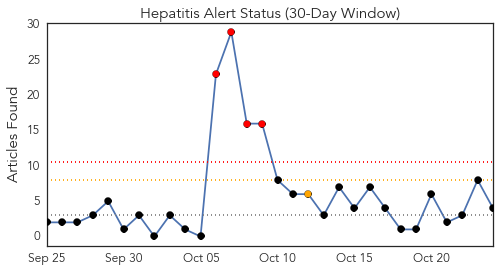 Hepatitis Alert Status (30-Day Window)
Articles Found
30
25
20
15
10
5
0
Sep 25 Sep 30 Oct 05 Oct 10 Oct 15 Oct 20